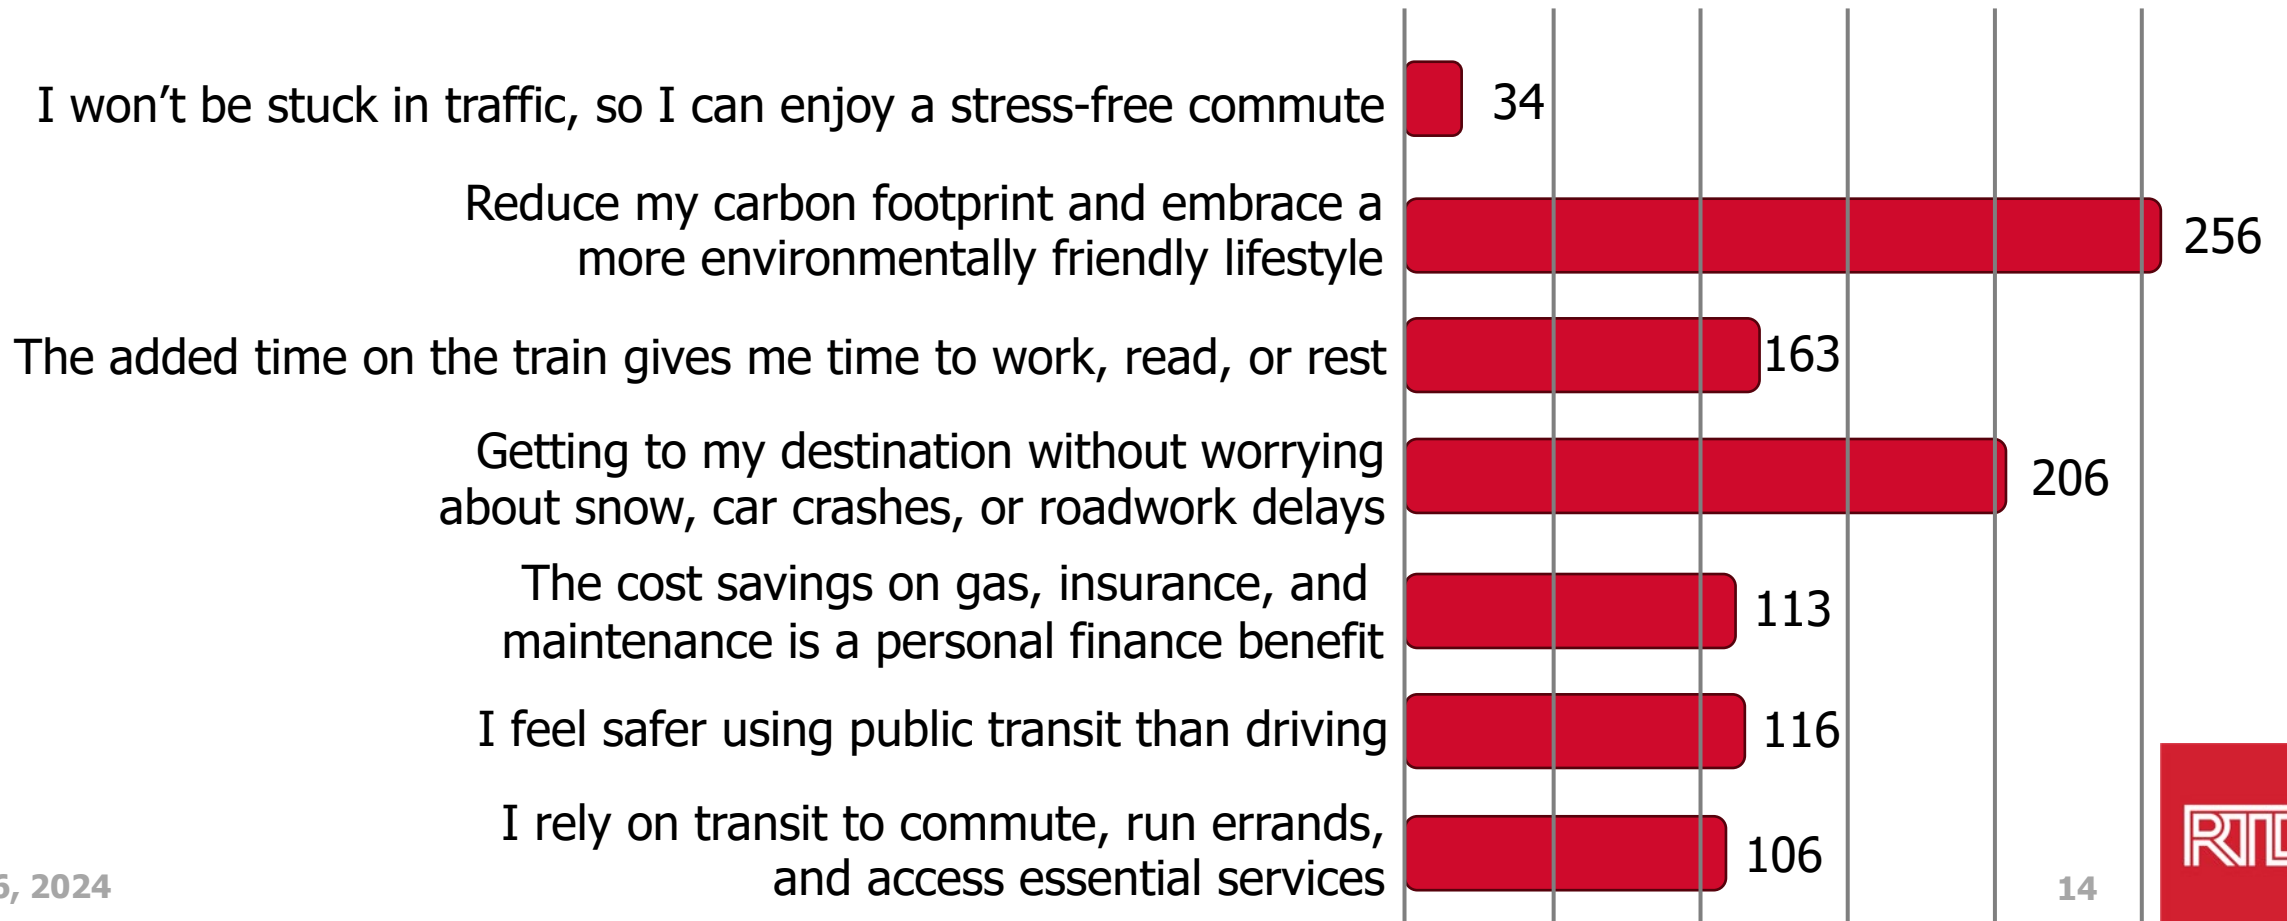 I won’t be stuck in traffic, so I can enjoy a stress-free commute
34
Reduce my carbon footprint and embrace a
more environmentally friendly lifestyle
256
The added time on the train gives me time to work, read, or rest
163
Getting to my destination without worrying
about snow, car crashes, or roadwork delays
206
The cost savings on gas, insurance, and
maintenance is a personal finance benefit
113
I feel safer using public transit than driving
116
I rely on transit to commute, run errands,
and access essential services
106
, 2024
14
RTD